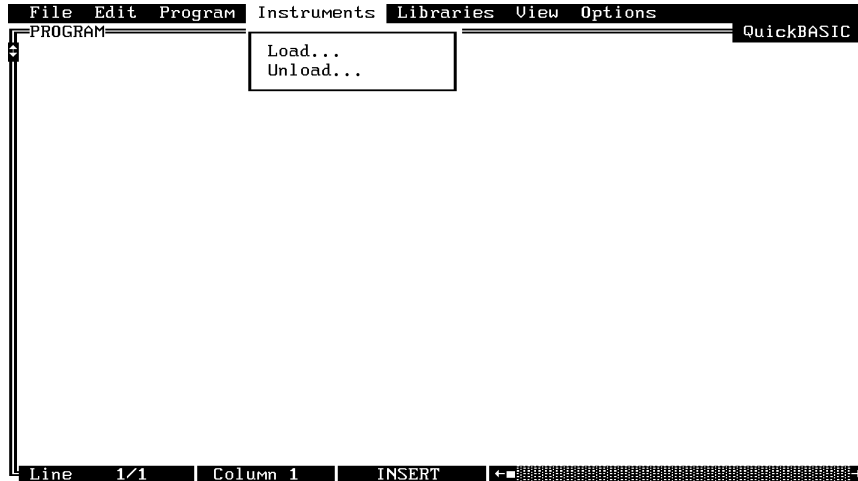 File Edit Program Instruments Libraries View Options
PROGRAM
QuickBASIC
Load...
Unload...
Line 1/1 Column 1 INSERT